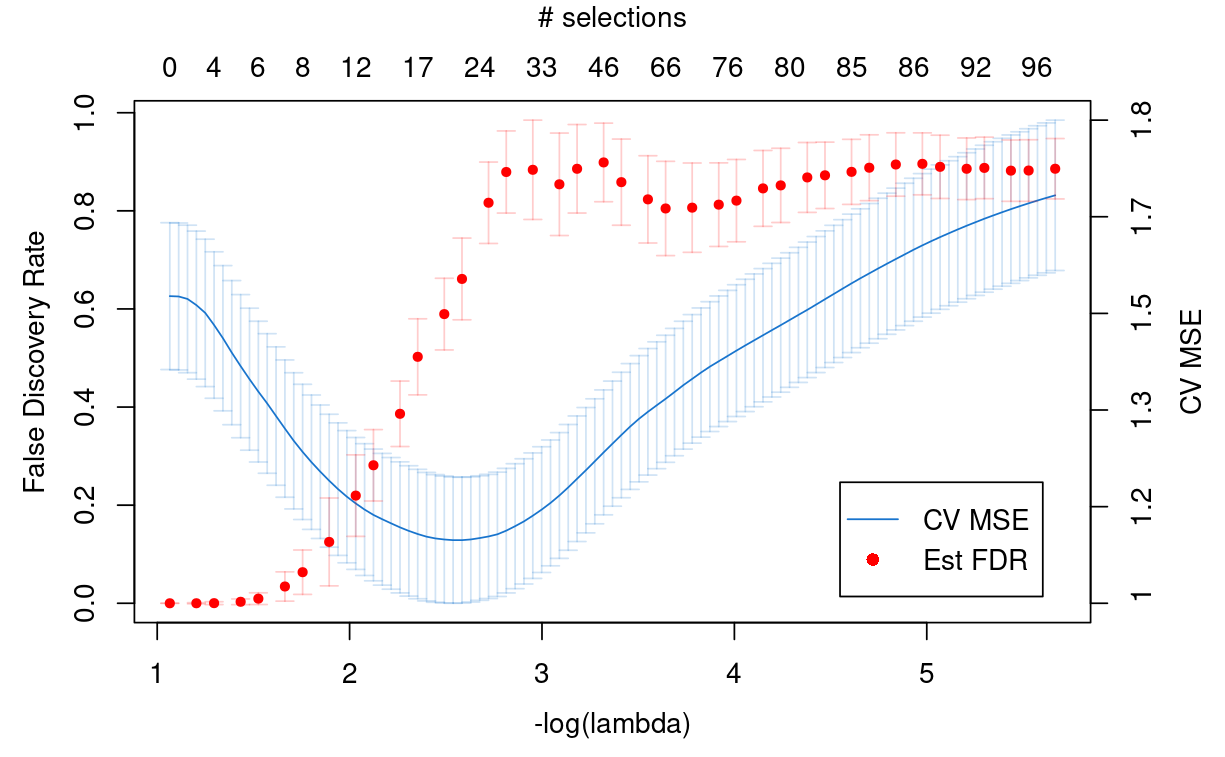 # selections
0 4 6 8 12 17 24 33 46 66 76 80 85 86 92 96
False Discovery Rate
0.0 0.2 0.4 0.6 0.8 1.0
1 1.2 1.3 1.5 1.7 1.8
CV MSE
CV MSE
Est FDR
1 2 3 4 5
-log(lambda)